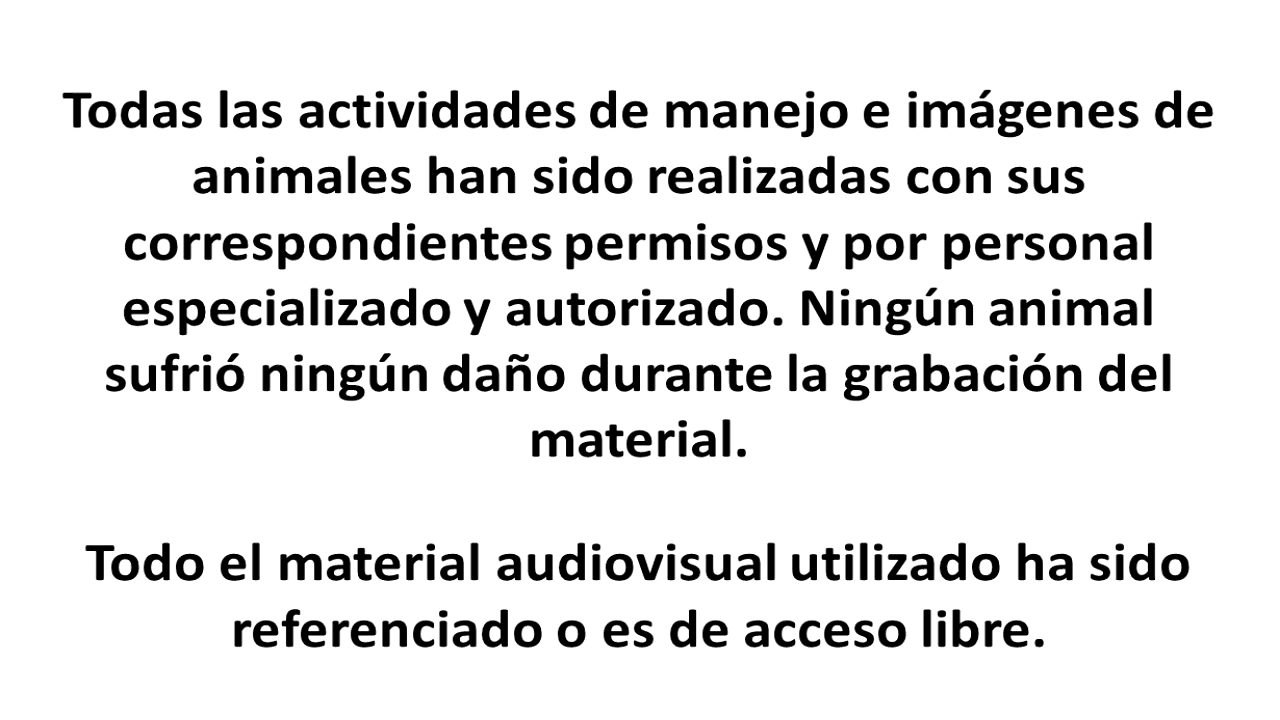 Todas las actividades de manejo e imágenes de
animales han sido realizadas con sus
correspondientes permisos y por personal
especializado y autorizado. Ningún animal
sufrió ningún daño durante la grabación del
material.
Todo el material audiovisual utilizado ha sido
referenciado o es de acceso libre.